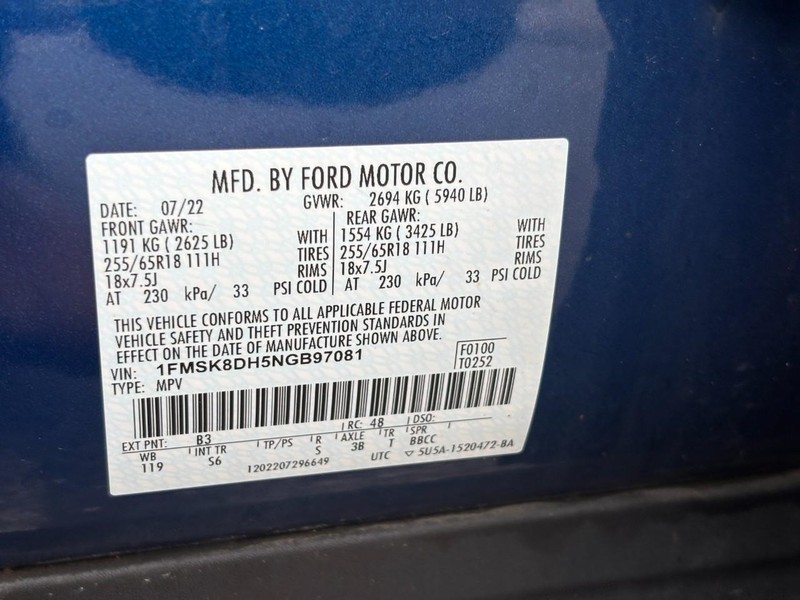 MFD. BY FORD MOTOR CO.
DATE: 07/22 GVWR: 2694 KG ( 5940 LB)
FRONT GAWR: REAR GAWR:
1191 KG ( 2625 LB) WITH 1554 KG ( 3425 LB) WITH
255/65R18 111H TIRES 255/65R18 111H TIRES
18x7.5J RIMS 18x7.5J RIMS
AT 230 kPa/ 33 PSI COLD AT 230 kPa/ 33 PSI COLD
THIS VEHICLE CONFORMS TO ALL APPLICABLE FEDERAL MOTOR
VEHICLE SAFETY AND THEFT PREVENTION STANDARDS IN
EFFECT ON THE DATE OF MANUFACTURE SHOWN ABOVE.
VIN: 1FMSK8DH5NGB97081 F0100
TYPE: MPV T0252
EXT PNT: B3 RC: 48 DSO:
WB INT TR TP/PS R AXLE TR SPR
119 S6 S 3B T BBCC
1202207296649 UTC ▽ 5U5A-1520472-BA